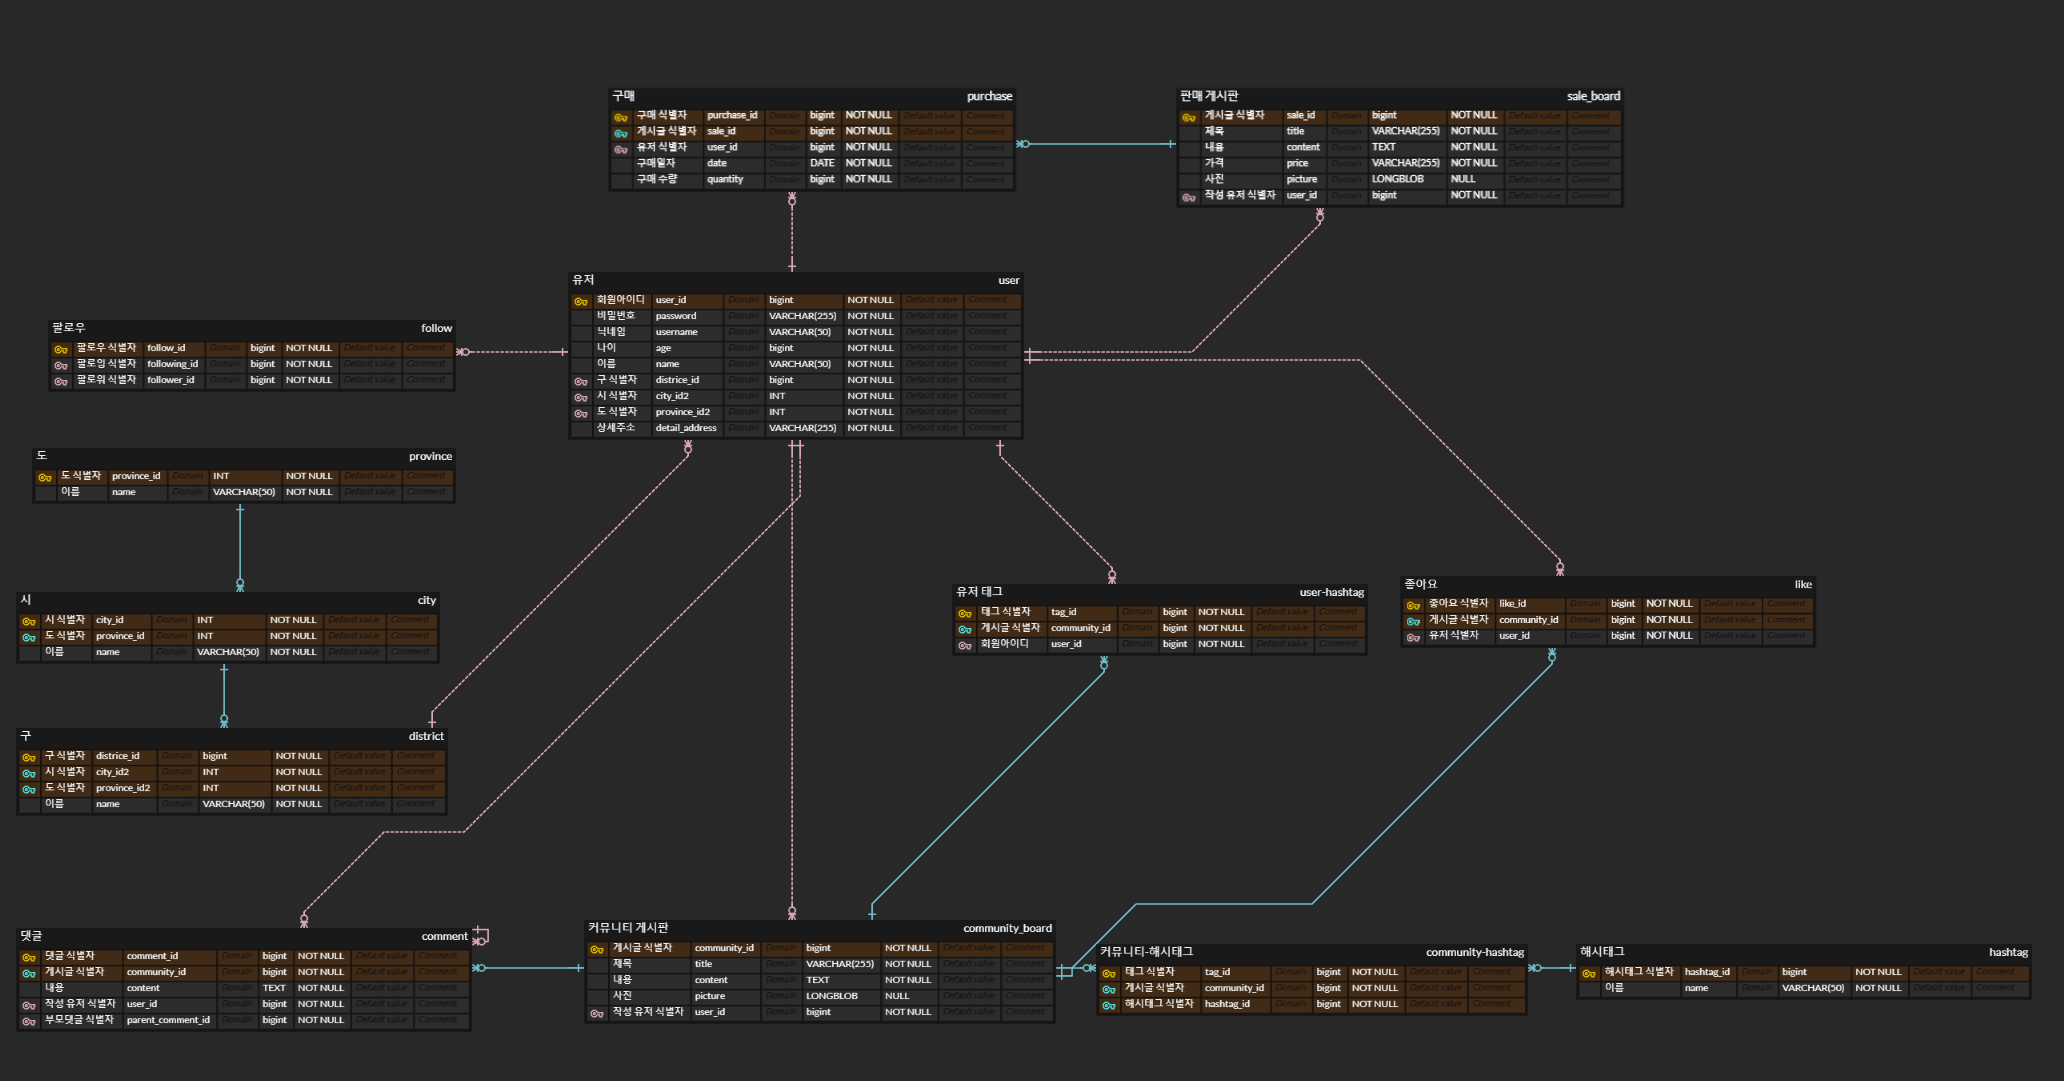 구매 purchase
구매 식별자 purchase_id Domain bigint NOT NULL Default value Comment
게시글 식별자 sale_id Domain bigint NOT NULL Default value Comment
유저 식별자 user_id Domain bigint NOT NULL Default value Comment
구매일자 date Domain DATE NOT NULL Default value Comment
구매 수량 quantity Domain bigint NOT NULL Default value Comment
판매 게시판 sale_board
게시글 식별자 sale_id Domain bigint NOT NULL Default value Comment
제목 title Domain VARCHAR(255) NOT NULL Default value Comment
내용 content Domain TEXT NOT NULL Default value Comment
가격 price Domain VARCHAR(255) NOT NULL Default value Comment
사진 picture Domain LONGBLOB NULL Default value Comment
작성 유저 식별자 user_id Domain bigint NOT NULL Default value Comment
유저 user
회원아이디 user_id Domain bigint NOT NULL Default value Comment
비밀번호 password Domain VARCHAR(255) NOT NULL Default value Comment
닉네임 username Domain VARCHAR(50) NOT NULL Default value Comment
나이 age Domain bigint NOT NULL Default value Comment
이름 name Domain VARCHAR(50) NOT NULL Default value Comment
구 식별자 districe_id Domain bigint NOT NULL Default value Comment
시 식별자 city_id2 Domain INT NOT NULL Default value Comment
도 식별자 province_id2 Domain INT NOT NULL Default value Comment
상세주소 detail_address Domain VARCHAR(255) NOT NULL Default value Comment
팔로우 follow
팔로우 식별자 follow_id Domain bigint NOT NULL Default value Comment
팔로잉 식별자 following_id Domain bigint NOT NULL Default value Comment
팔로워 식별자 follower_id Domain bigint NOT NULL Default value Comment
도 province
도 식별자 province_id Domain INT NOT NULL Default value Comment
이름 name Domain VARCHAR(50) NOT NULL Default value Comment
시 city
시 식별자 city_id Domain INT NOT NULL Default value Comment
도 식별자 province_id Domain INT NOT NULL Default value Comment
이름 name Domain VARCHAR(50) NOT NULL Default value Comment
유저 태그 user-hashtag
태그 식별자 tag_id Domain bigint NOT NULL Default value Comment
게시글 식별자 community_id Domain bigint NOT NULL Default value Comment
회원아이디 user_id Domain bigint NOT NULL Default value Comment
좋아요 like
좋아요 식별자 like_id Domain bigint NOT NULL Default value Comment
게시글 식별자 community_id Domain bigint NOT NULL Default value Comment
유저 식별자 user_id Domain bigint NOT NULL Default value Comment
구 district
구 식별자 districe_id Domain bigint NOT NULL Default value Comment
시 식별자 city_id2 Domain INT NOT NULL Default value Comment
도 식별자 province_id2 Domain INT NOT NULL Default value Comment
이름 name Domain VARCHAR(50) NOT NULL Default value Comment
댓글 comment
댓글 식별자 comment_id Domain bigint NOT NULL Default value Comment
게시글 식별자 community_id Domain bigint NOT NULL Default value Comment
내용 content Domain TEXT NOT NULL Default value Comment
작성 유저 식별자 user_id Domain bigint NOT NULL Default value Comment
부모댓글 식별자 parent_comment_id Domain bigint NOT NULL Default value Comment
커뮤니티 게시판 community_board
게시글 식별자 community_id Domain bigint NOT NULL Default value Comment
제목 title Domain VARCHAR(255) NOT NULL Default value Comment
내용 content Domain TEXT NOT NULL Default value Comment
사진 picture Domain LONGBLOB NULL Default value Comment
작성 유저 식별자 user_id Domain bigint NOT NULL Default value Comment
커뮤니티-해시태그 community-hashtag
태그 식별자 tag_id Domain bigint NOT NULL Default value Comment
게시글 식별자 community_id Domain bigint NOT NULL Default value Comment
해시태그 식별자 hashtag_id Domain bigint NOT NULL Default value Comment
해시태그 hashtag
해시태그 식별자 hashtag_id Domain bigint NOT NULL Default value Comment
이름 name Domain VARCHAR(50) NOT NULL Default value Comment